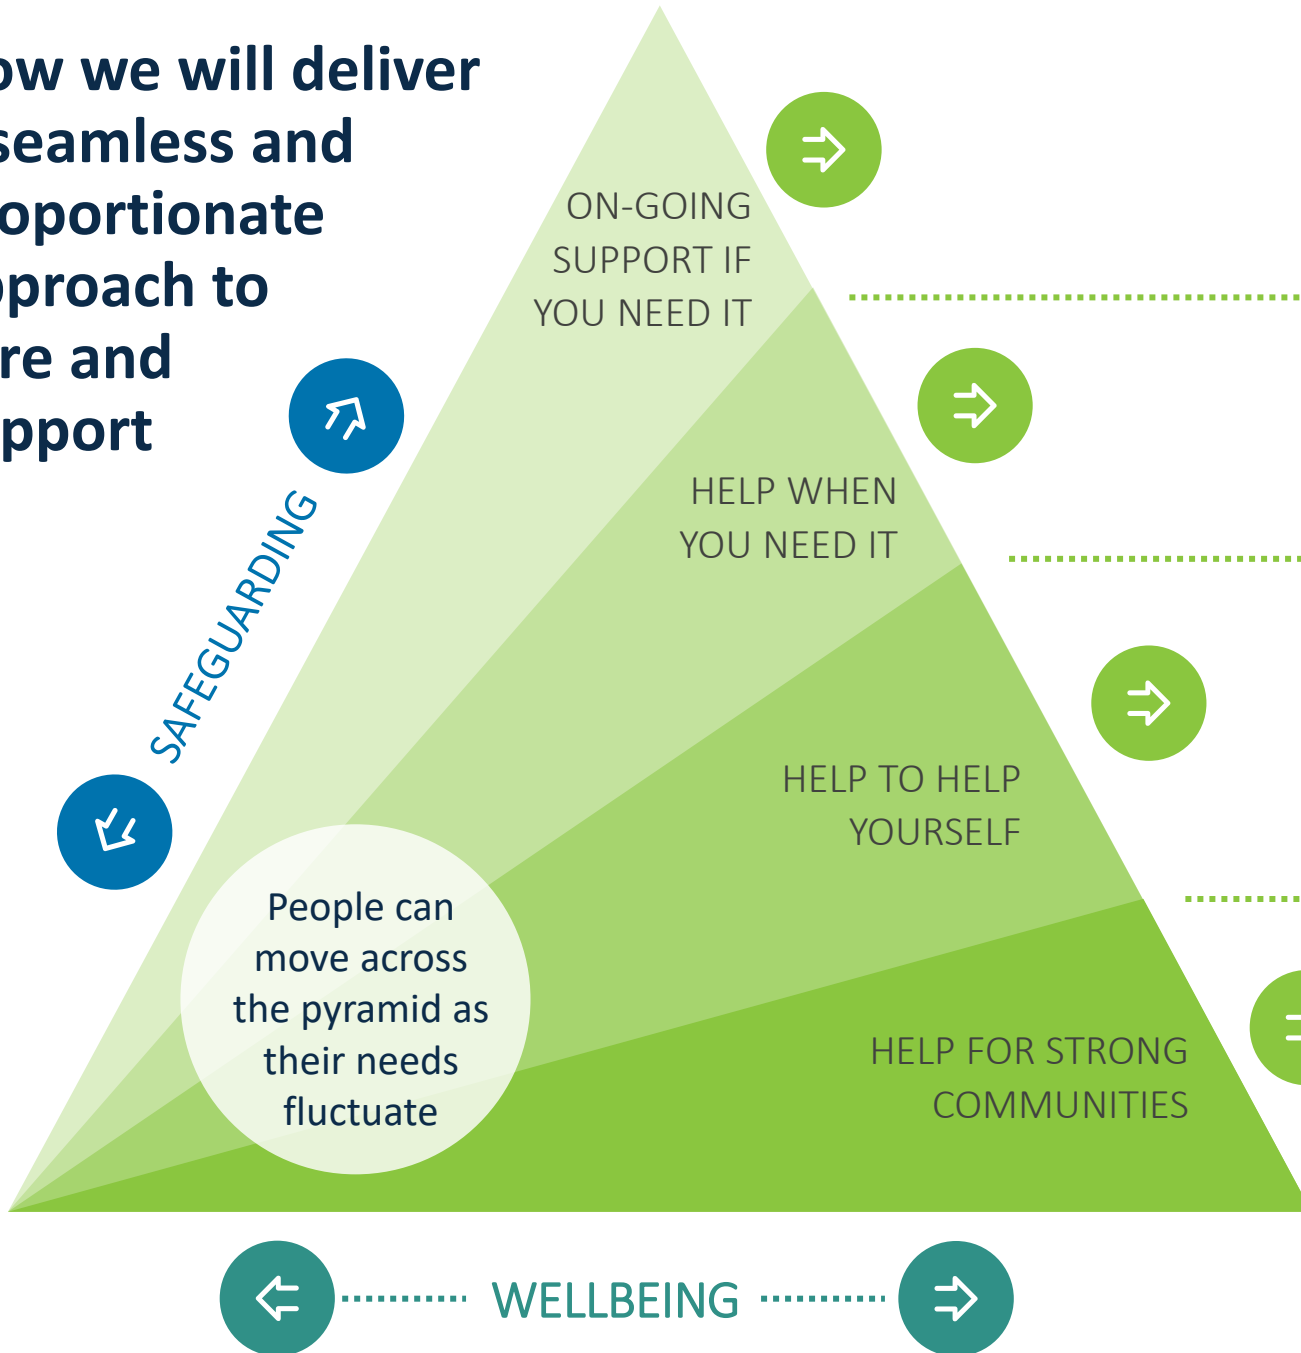 ow we will deliver
seamless and
oportionate
proach to
re and
pport
ON-GOING
SUPPORT IF
YOU NEED IT
HELP WHEN
YOU NEED IT
SAFEGUARDING
HELP TO HELP
YOURSELF
People can
move across
the pyramid as
their needs
fluctuate
HELP FOR STRONG
COMMUNITIES
WELLBEING